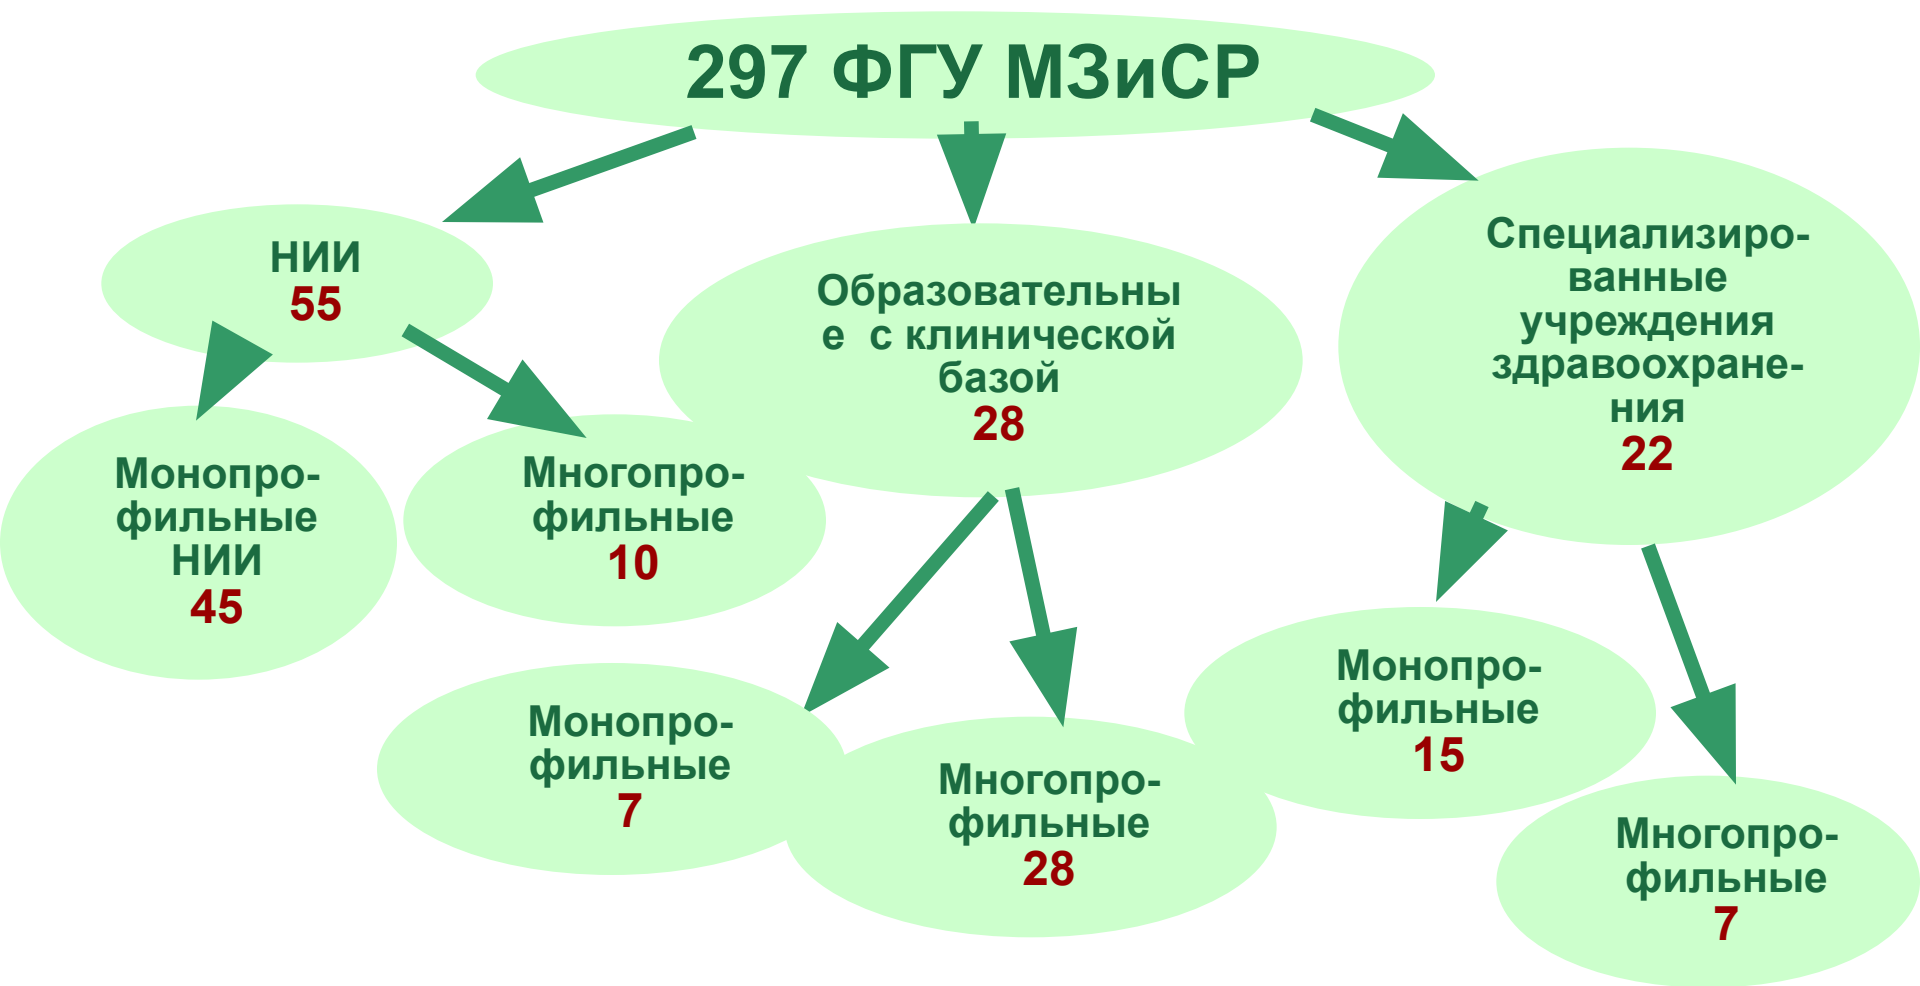 297 ФГУ МЗиСР
НИИ
55
Образовательны
е с клинической
базой
28
Специализиро-
ванные
учреждения
здравоохране-
ния
22
Монопро-
фильные
НИИ
45
Многопро-
фильные
10
Монопро-
фильные
7
Многопро-
фильные
28
Монопро-
фильные
15
Многопро-
фильные
7